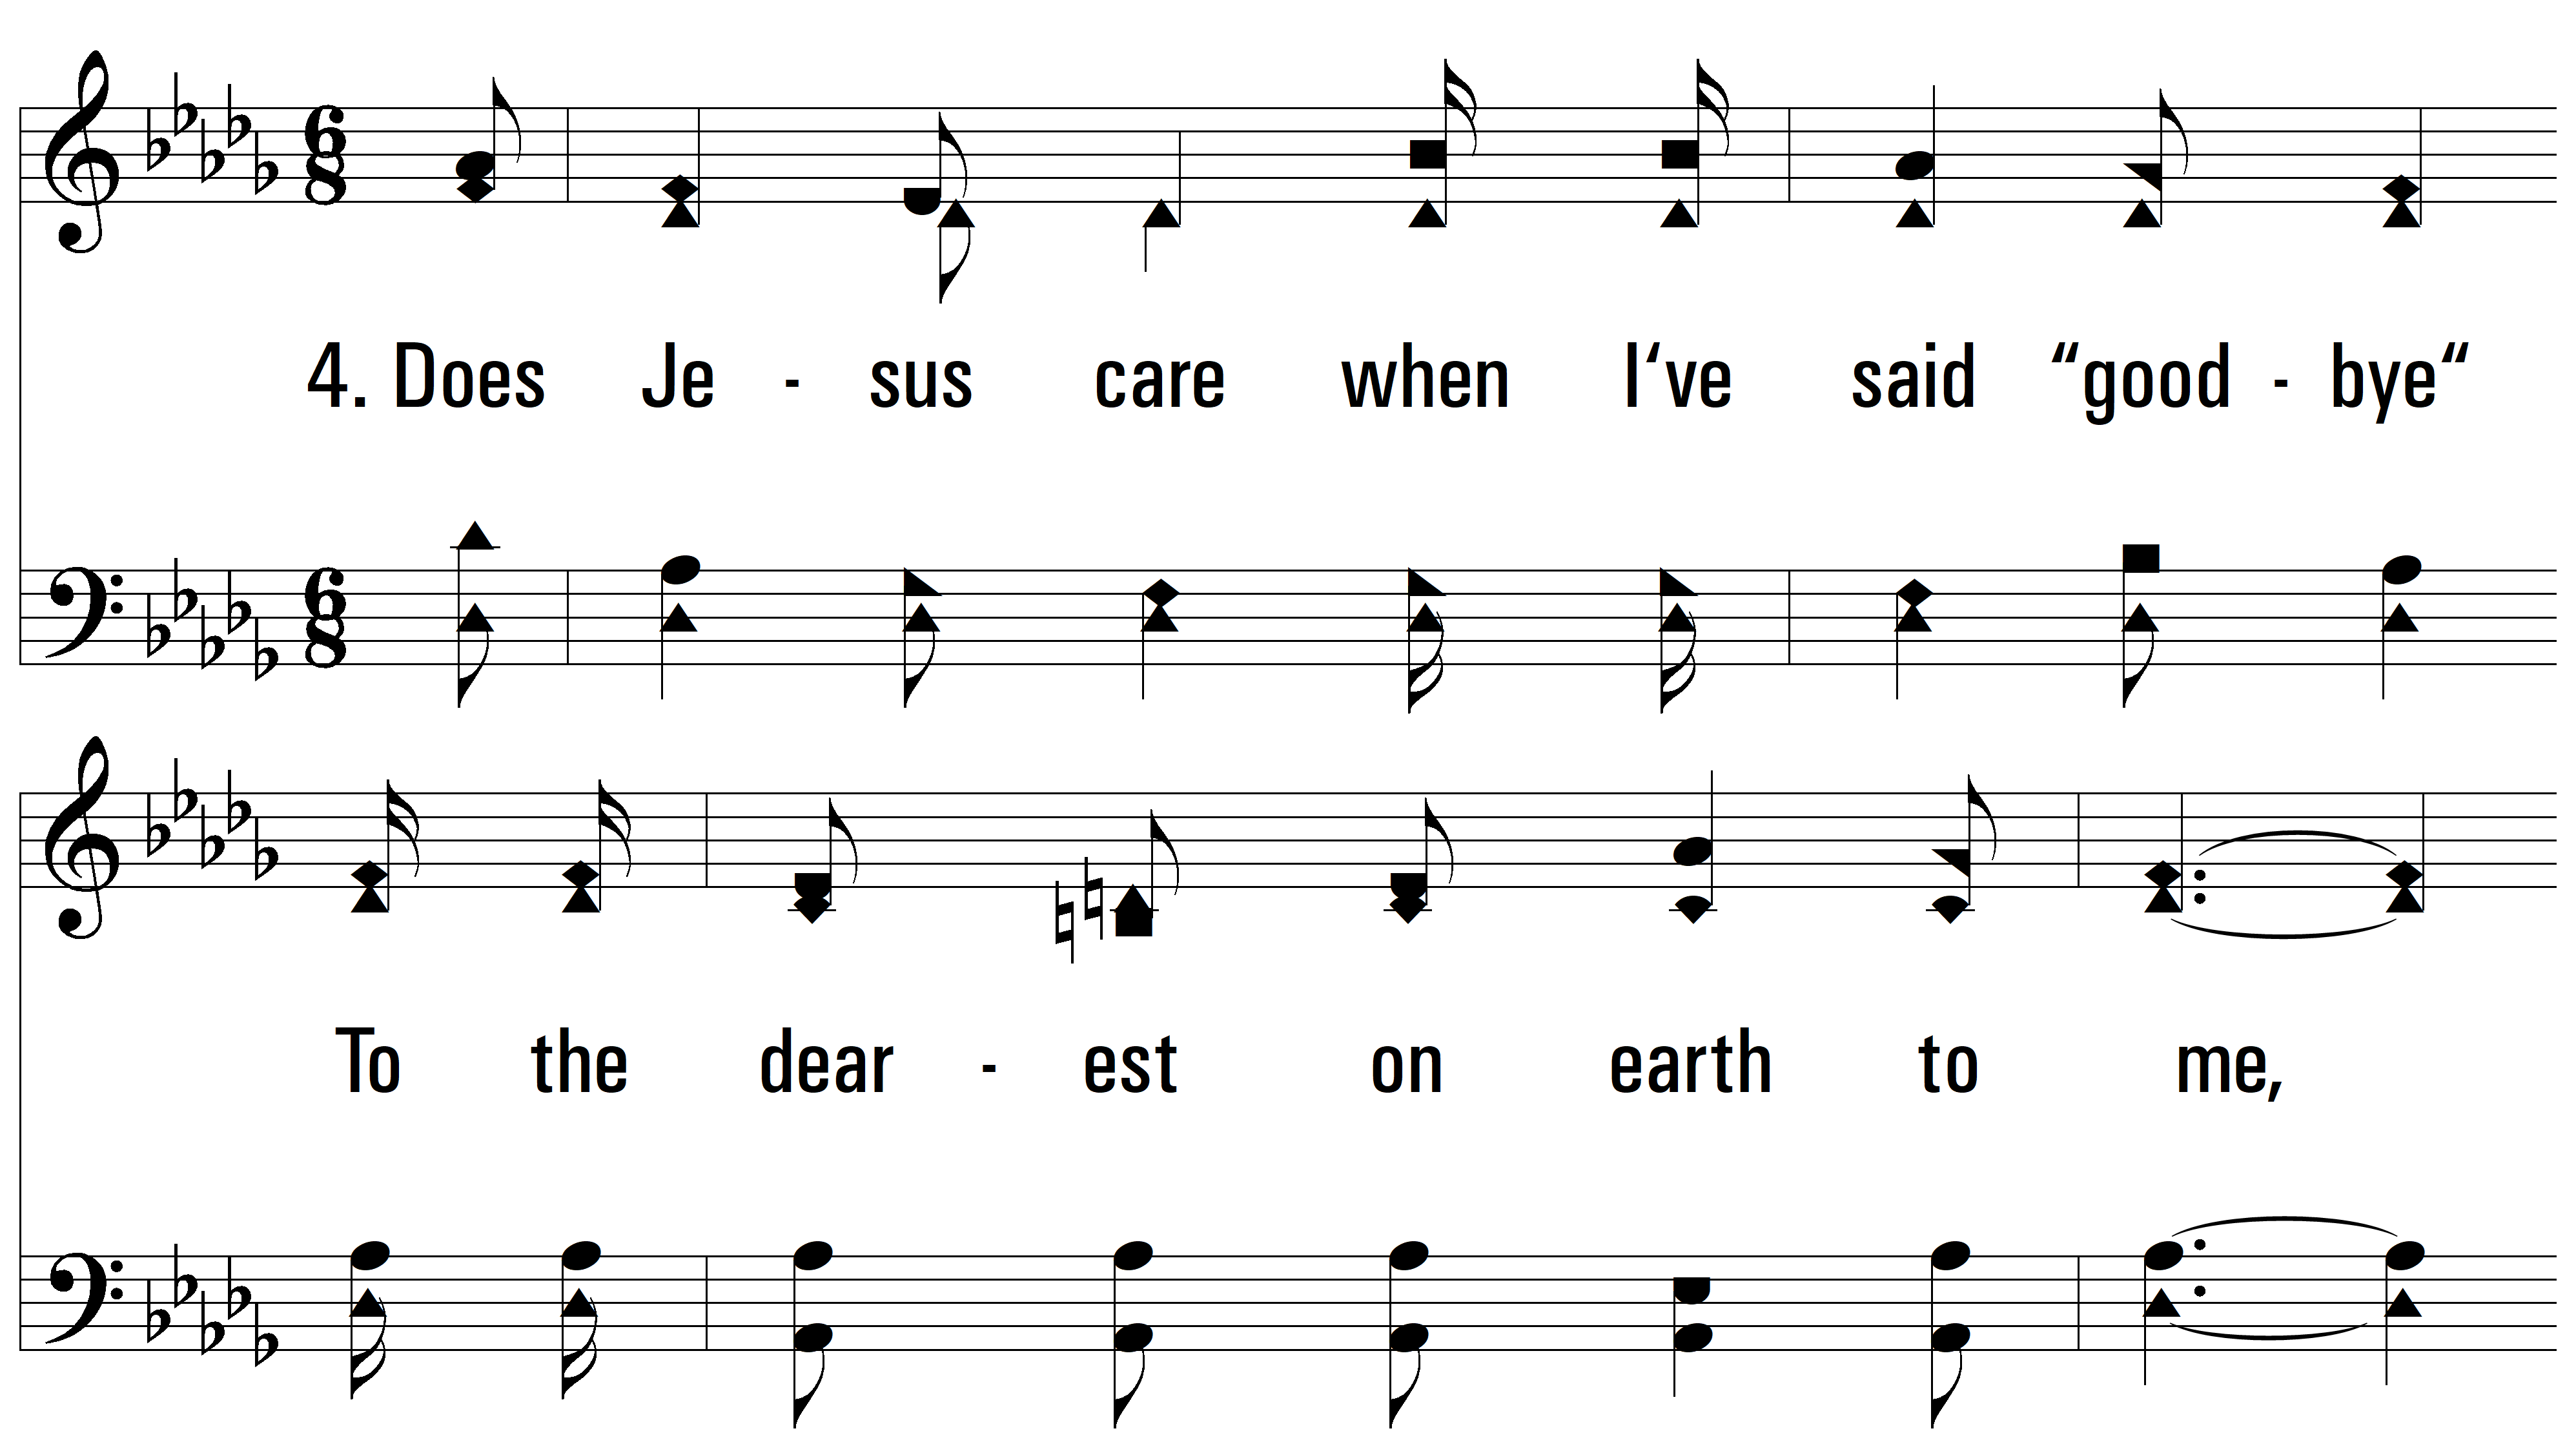 4. Does Je - sus care when I‘ve said “good - bye“
To the dear - est on earth to me,